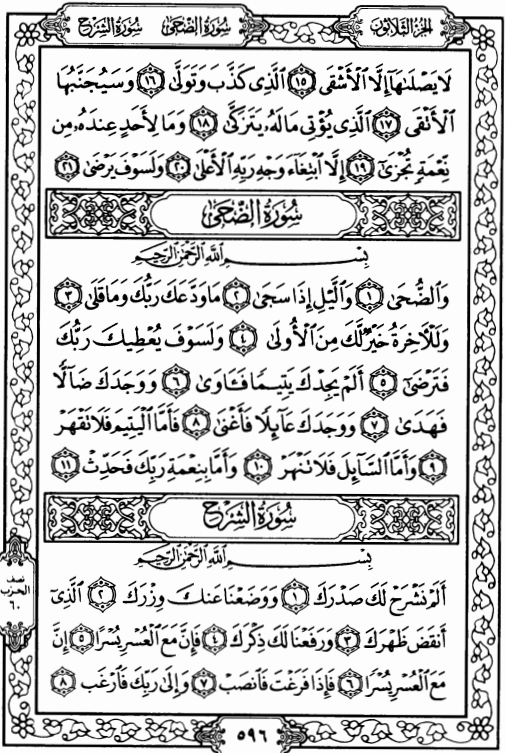 الجزء الثلاثون
سورة الضحى سورة الشرح
لَا يَصْلَىٰهَآ إِلَّا ٱلْأَشْقَى ١٥ ٱلَّذِى كَذَّبَ وَتَوَلَّىٰ ١٦ وَسَيُجَنَّبُهَا
ٱلْأَتْقَى ١٧ ٱلَّذِى يُؤْتِى مَالَهُۥ يَتَزَكَّىٰ ١٨ وَمَا لِأَحَدٍ عِندَهُۥ مِن
نِّعْمَةٍ تُجْزَىٰٓ ١٩ إِلَّا ٱبْتِغَآءَ وَجْهِ رَبِّهِ ٱلْأَعْلَىٰ ٢٠ وَلَسَوْفَ يَرْضَىٰ ٢١
سُورَةُ الضُّحَى
بِسْمِ ٱللَّهِ ٱلرَّحْمَٰنِ ٱلرَّحِيمِ
وَٱلضُّحَىٰ ١ وَٱلَّيْلِ إِذَا سَجَىٰ ٢ مَا وَدَّعَكَ رَبُّكَ وَمَا قَلَىٰ ٣
وَلَلْءَاخِرَةُ خَيْرٌ لَّكَ مِنَ ٱلْأُولَىٰ ٤ وَلَسَوْفَ يُعْطِيكَ رَبُّكَ
فَتَرْضَىٰٓ ٥ أَلَمْ يَجِدْكَ يَتِيمًا فَـَٔاوَىٰ ٦ وَوَجَدَكَ ضَآلًّا
فَهَدَىٰ ٧ وَوَجَدَكَ عَآئِلًا فَأَغْنَىٰ ٨ فَأَمَّا ٱلْيَتِيمَ فَلَا تَقْهَرْ
٩ وَأَمَّا ٱلسَّآئِلَ فَلَا تَنْهَرْ ١٠ وَأَمَّا بِنِعْمَةِ رَبِّكَ فَحَدِّثْ ١١
سُورَةُ الشَّرْحِ
بِسْمِ ٱللَّهِ ٱلرَّحْمَٰنِ ٱلرَّحِيمِ
أَلَمْ نَشْرَحْ لَكَ صَدْرَكَ ١ وَوَضَعْنَا عَنكَ وِزْرَكَ ٢ ٱلَّذِىٓ
أَنقَضَ ظَهْرَكَ ٣ وَرَفَعْنَا لَكَ ذِكْرَكَ ٤ فَإِنَّ مَعَ ٱلْعُسْرِ يُسْرًا ٥ إِنَّ
مَعَ ٱلْعُسْرِ يُسْرًا ٦ فَإِذَا فَرَغْتَ فَٱنصَبْ ٧ وَإِلَىٰ رَبِّكَ فَٱرْغَب ٨
نصف
الحزب
٦٠
٥٩٦